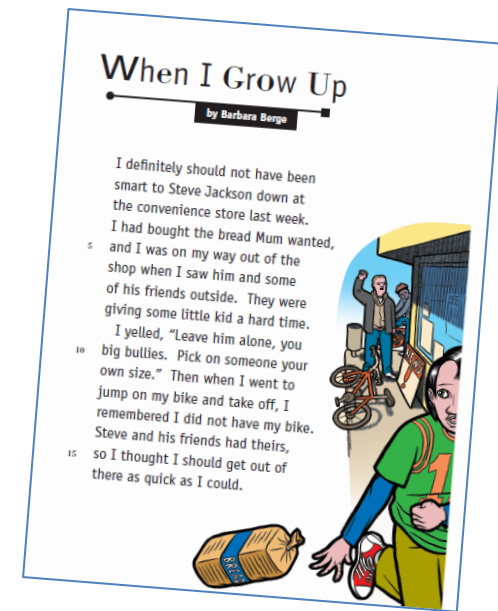 When I Grow Up
by Barbara Berge
I definitely should not have been
smart to Steve Jackson down at
the convenience store last week.
I had bought the bread Mum wanted,
5 and I was on my way out of the
shop when I saw him and some
of his friends outside. They were
giving some little kid a hard time.
I yelled, “Leave him alone, you
10 big bullies. Pick on someone your
own size.” Then when I went to
jump on my bike and take off, I
remembered I did not have my bike.
Steve and his friends had theirs,
15 so I thought I should get out of
there as quick as I could.
BREAD
1